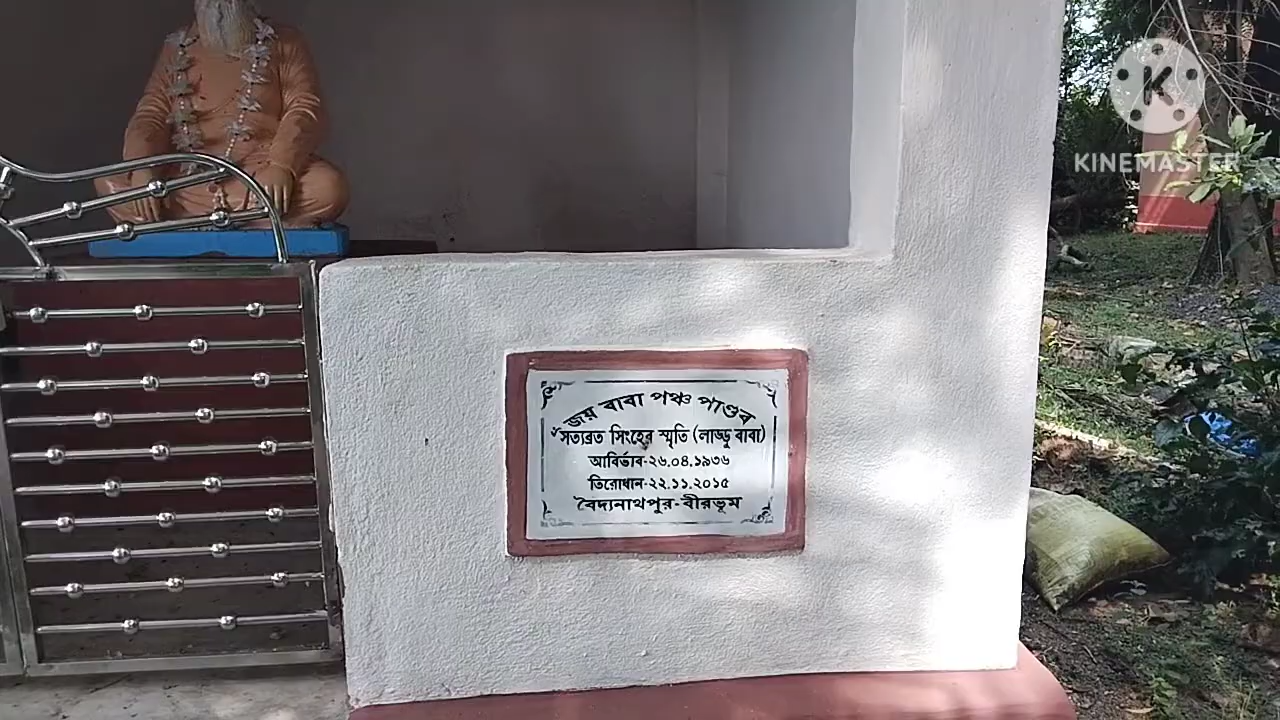 জয় বাবা পঞ্চ পাণ্ডব
ঁসত্যব্রত সিংহের স্মৃতি (লাড্ডু বাবা)
আবির্ভাব-২৬.০৪.১৯৩৬
তিরোধান-২২.১১.২০১৫
বৈদ্যনাথপুর-বীরভূম
K
KINEMASTER